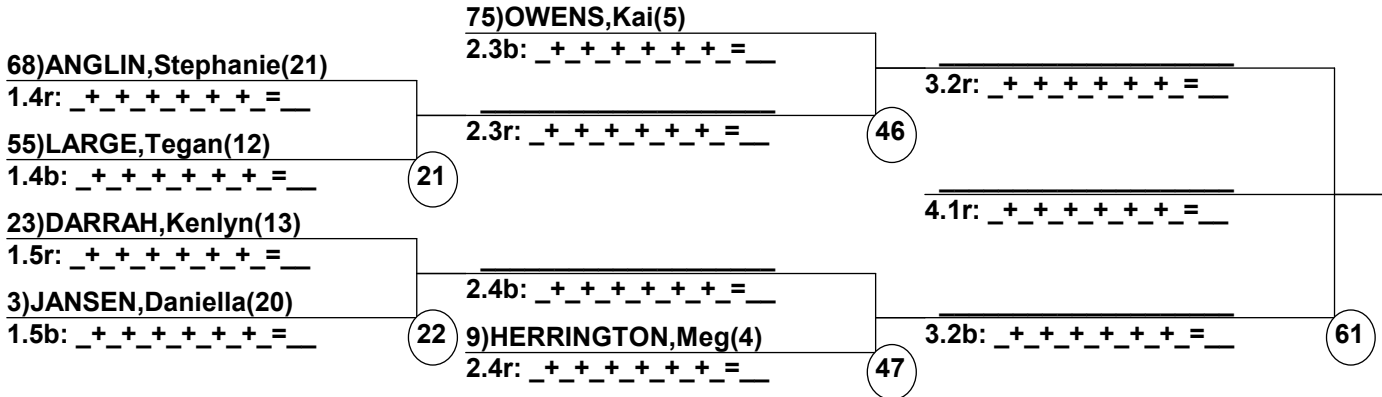 75)OWENS,Kai(5)
2.3b: _+_+_+_+_+_=__
68)ANGLIN,Stephanie(21)
1.4r: _+_+_+_+_+_=__
3.2r: _+_+_+_+_+_=__
2.3r: _+_+_+_+_+_=__
46
55)LARGE,Tegan(12)
1.4b: _+_+_+_+_+_=__
21
4.1r: _+_+_+_+_+_=__
23)DARRAH,Kenlyn(13)
1.5r: _+_+_+_+_+_=__
2.4b: _+_+_+_+_+_=__
3)JANSEN,Daniella(20)
1.5b: _+_+_+_+_+_=__
22
9)HERRINGTON,Meg(4)
2.4r: _+_+_+_+_+_=__
47
3.2b: _+_+_+_+_+_=__
61